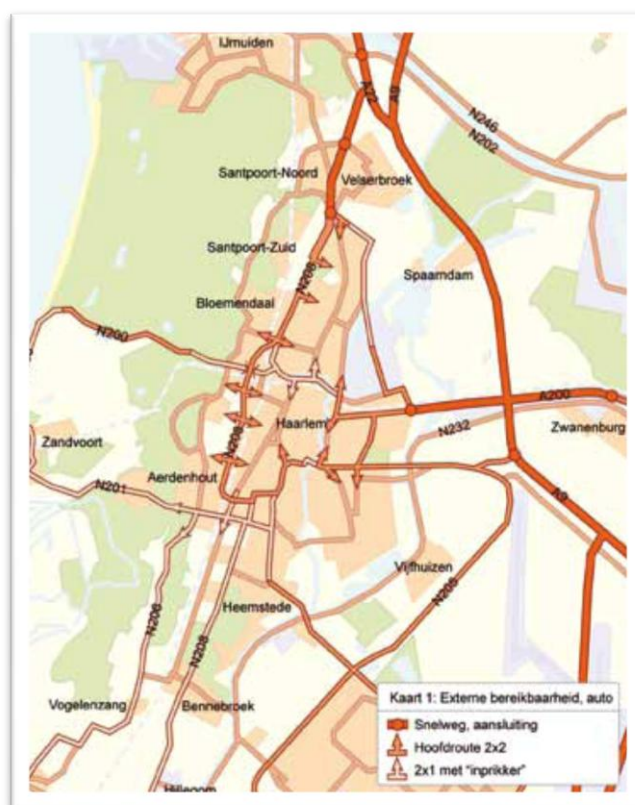 IJmuiden
A22
A9
N246
N202
Santpoort-Noord
Velserbroek
Santpoort-Zuid
N208
Spaarndam
Bloemendaal
N200
A200
Haarlem
N232
Zwanenburg
Zandvoort
N208
Aerdenhout
N201
A9
Vijfhuizen
N205
N206
Heemstede
N208
Vogelenzang
Bennebroek
Hillegom
Kaart 1: Externe bereikbaarheid, auto
Snelweg, aansluiting
Hoofdroute 2x2
2x1 met "inprikker"